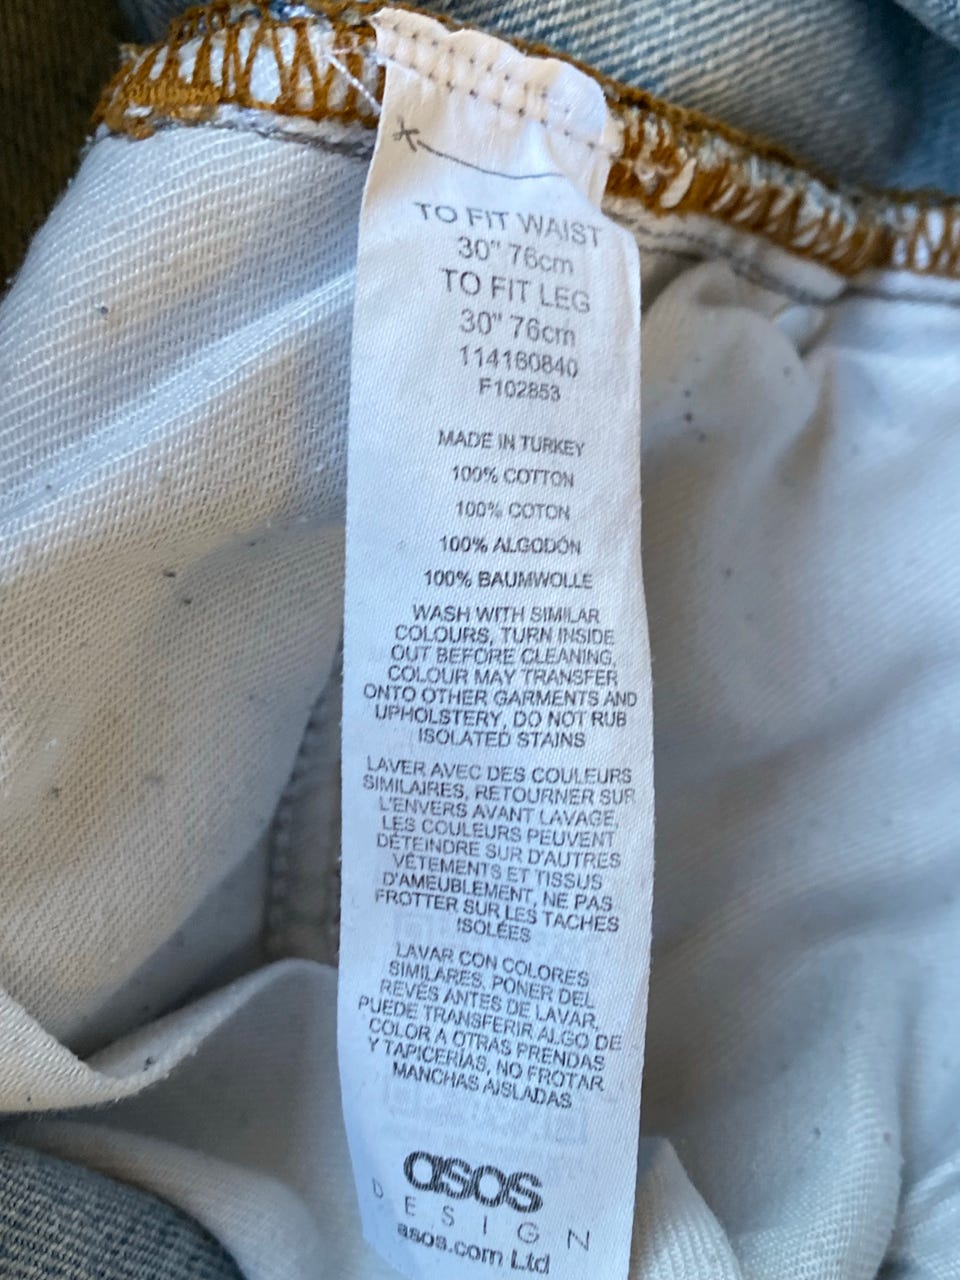 TO FIT WAIST
30" 76cm
TO FIT LEG
30" 76cm
114160840
F102853
MADE IN TURKEY
100% COTTON
100% COTON
100% ALGODÓN
100% BAUMWOLLE
WASH WITH SIMILAR
COLOURS, TURN INSIDE
OUT BEFORE CLEANING,
COLOUR MAY TRANSFER
ONTO OTHER GARMENTS AND
UPHOLSTERY, DO NOT RUB
ISOLATED STAINS
LAVER AVEC DES COULEURS
SIMILAIRES, RETOURNER SUR
L'ENVERS AVANT LAVAGE,
LES COULEURS PEUVENT
DÉTEINDRE SUR D'AUTRES
VÊTEMENTS ET TISSUS
D'AMEUBLEMENT, NE PAS
FROTTER SUR LES TACHES
ISOLÉES
LAVAR CON COLORES
SIMILARES, PONER DEL
REVÉS ANTES DE LAVAR,
PUEDE TRANSFERIR ALGO DE
COLOR A OTRAS PRENDAS
Y TAPICERÍAS, NO FROTAR
MANCHAS AISLADAS
asos
DESIGN
asos.com Ltd